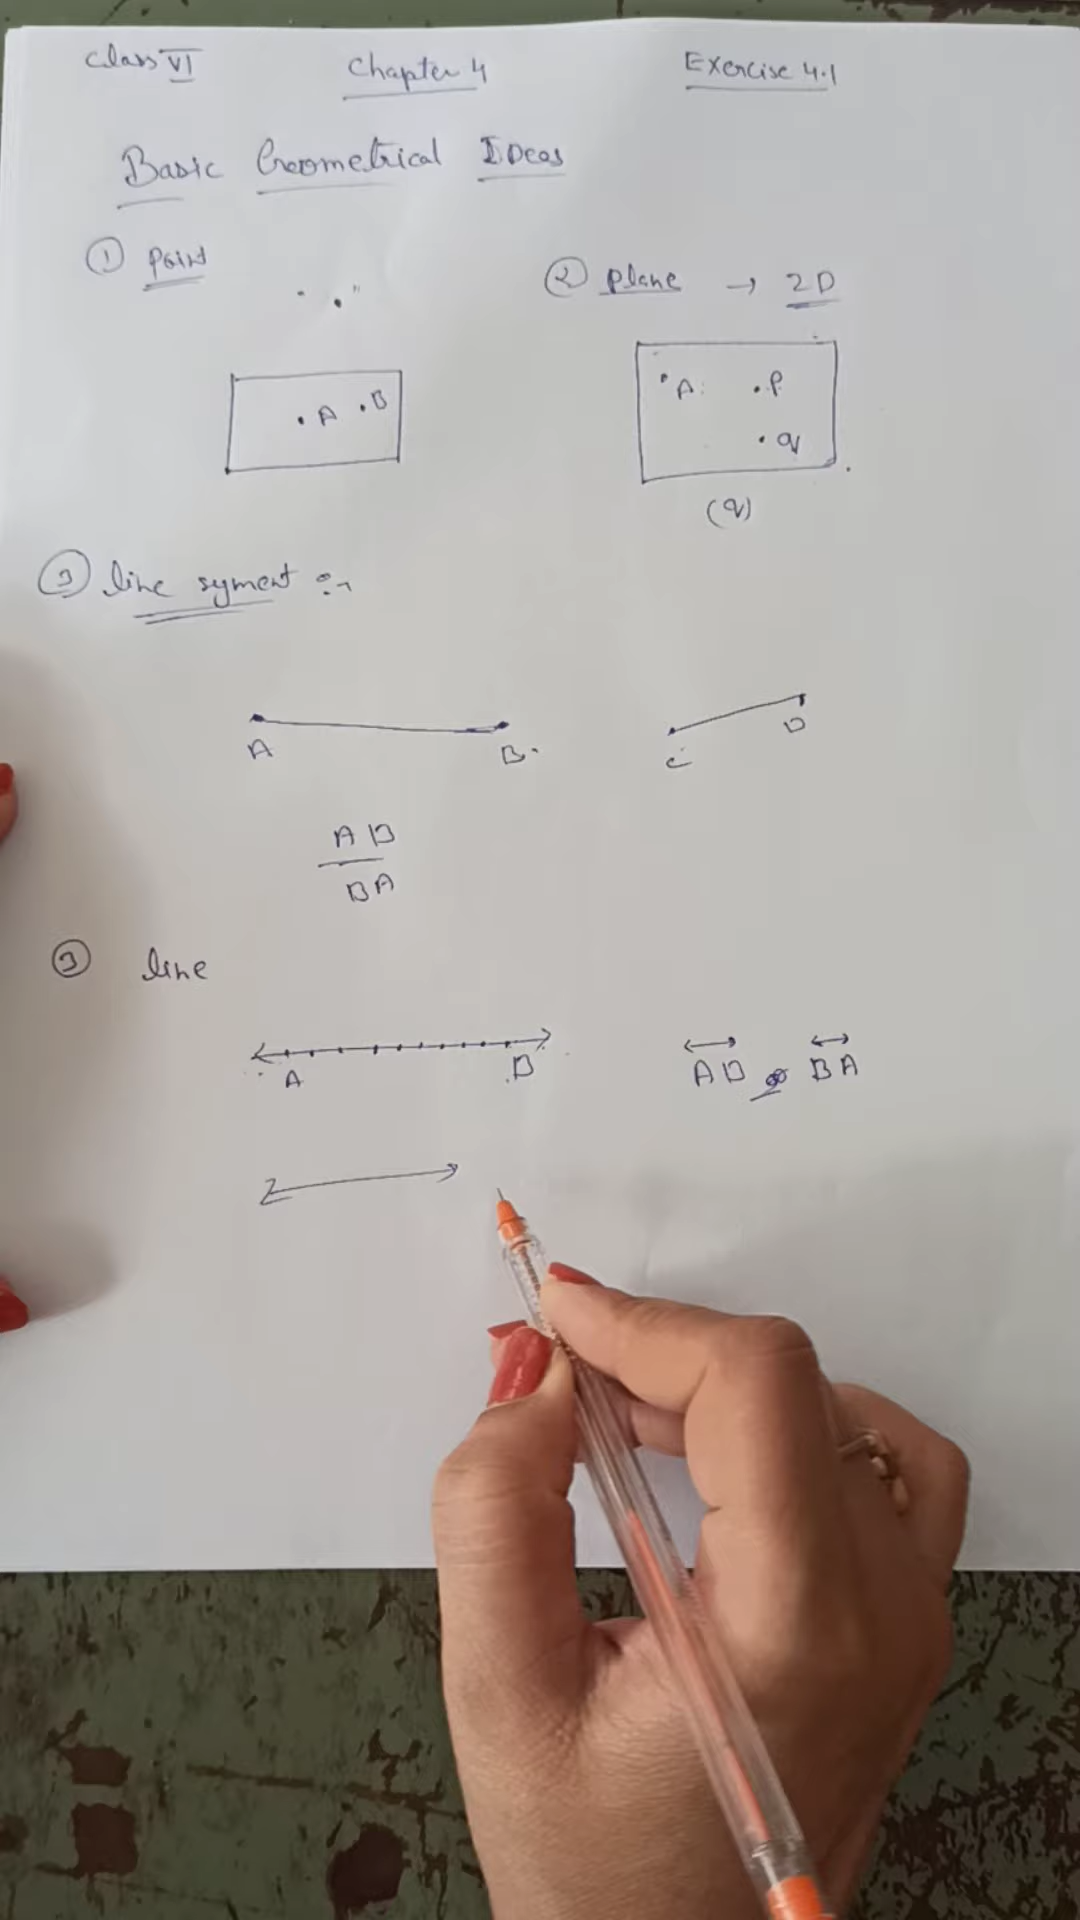 Class VI Chapter 4 Exercise 4.1
Basic Geometrical Ideas
① Point
② Plane → 2D
A B
A P
q
(q)
③ line syment :-
A B C D
AB
BA
③ line
A B AB BA